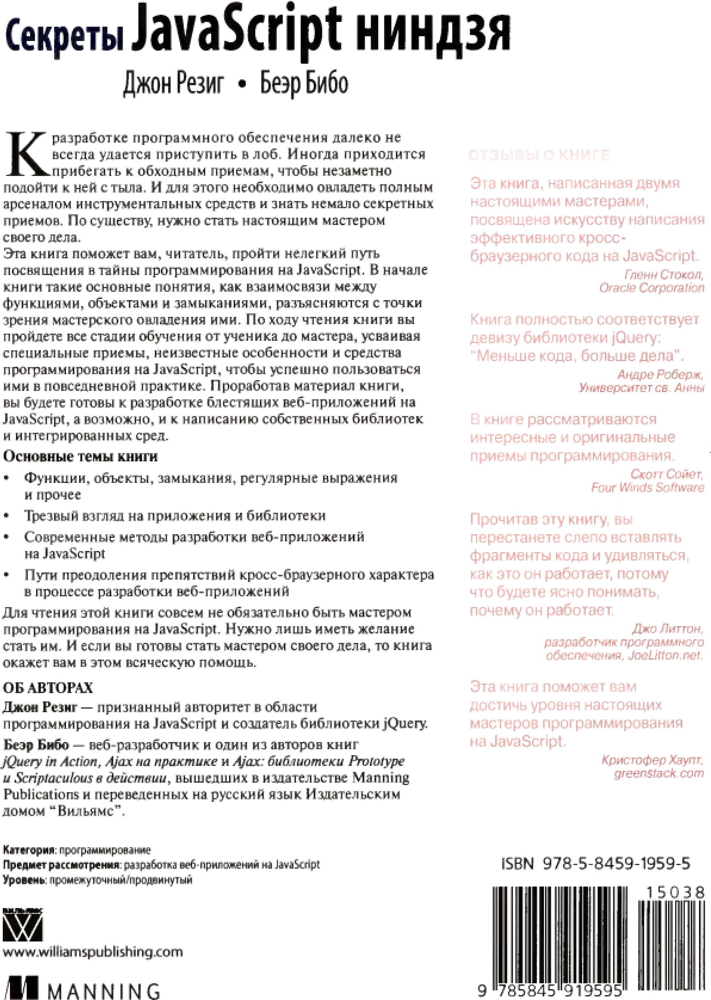 Секреты JavaScript ниндзя
Джон Резиг • Беэр Бибо
К разработке программного обеспечения далеко не
всегда удается приступить в лоб. Иногда приходится
прибегать к обходным приемам, чтобы незаметно
подойти к ней с тыла. И для этого необходимо овладеть полным
арсеналом инструментальных средств и знать немало секретных
приемов. По существу, нужно стать настоящим мастером
своего дела.
Эта книга поможет вам, читатель, пройти нелегкий путь
посвящения в тайны программирования на JavaScript. В начале
книги такие основные понятия, как взаимосвязи между
функциями, объектами и замыканиями, разъясняются с точки
зрения мастерского овладения ими. По ходу чтения книги вы
пройдете все стадии обучения от ученика до мастера, усваивая
специальные приемы, неизвестные особенности и средства
программирования на JavaScript, чтобы успешно пользоваться
ими в повседневной практике. Проработав материал книги,
вы будете готовы к разработке блестящих веб-приложений на
JavaScript, а возможно, и к написанию собственных библиотек
и интегрированных сред.
Основные темы книги
• Функции, объекты, замыкания, регулярные выражения
и прочее
• Трезвый взгляд на приложения и библиотеки
• Современные методы разработки веб-приложений
на JavaScript
• Пути преодоления препятствий кросс-браузерного характера
в процессе разработки веб-приложений
Для чтения этой книги совсем не обязательно быть мастером
программирования на JavaScript. Нужно лишь иметь желание
стать им. И если вы готовы стать мастером своего дела, то книга
окажет вам в этом всяческую помощь.
ОБ АВТОРАХ
Джон Резиг — признанный авторитет в области
программирования на JavaScript и создатель библиотеки jQuery.
Беэр Бибо — веб-разработчик и один из авторов книг
jQuery in Action, Ajax на практике и Ajax: библиотеки Prototype
и Scriptaculous в действии, вышедших в издательстве Manning
Publications и переведенных на русский язык Издательским
домом “Вильямс”.
Категория: программирование
Предмет рассмотрения: разработка веб-приложений на JavaScript
Уровень: промежуточный/продвинутый
ВИЛЬЯМС
www.williamspublishing.com
MANNING
ОТЗЫВЫ О КНИГЕ
Эта книга, написанная двумя
настоящими мастерами,
посвящена искусству написания
эффективного кросс-
браузерного кода на JavaScript.
Гленн Стокол,
Oracle Corporation
Книга полностью соответствует
девизу библиотеки jQuery:
“Меньше кода, больше дела”.
Андре Роберж,
Университет св. Анны
В книге рассматриваются
интересные и оригинальные
приемы программирования.
Скотт Сойет,
Four Winds Software
Прочитав эту книгу, вы
перестанете слепо вставлять
фрагменты кода и удивляться,
как это он работает, потому
что будете ясно понимать,
почему он работает.
Джо Литтон,
разработчик программного
обеспечения, JoeLitton.net.
Эта книга поможет вам
достичь уровня настоящих
мастеров программирования
на JavaScript.
Кристофер Хаупт,
greenstack.com
ISBN 978-5-8459-1959-5
15038
9 785845 919595